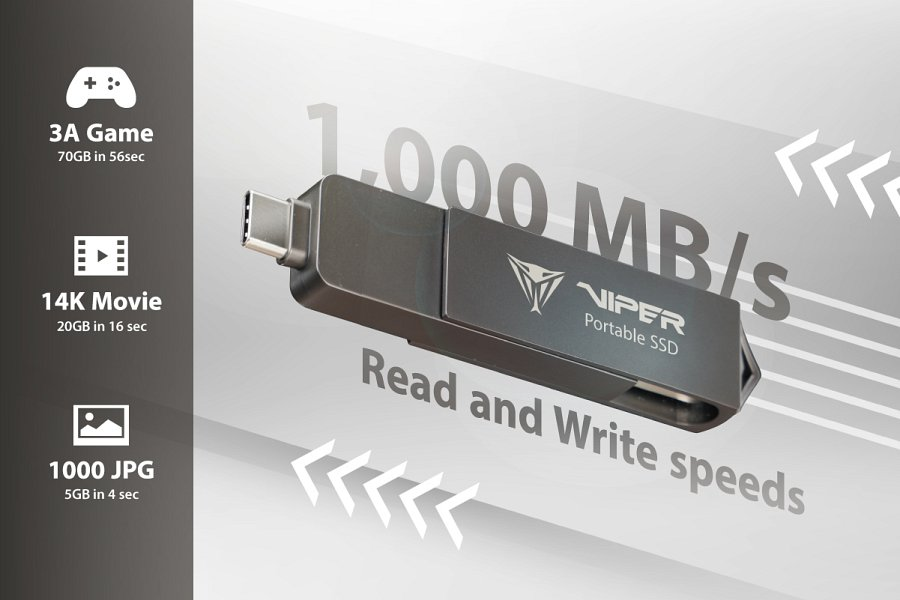 3A Game
70GB in 56sec
14K Movie
20GB in 16 sec
1000 JPG
5GB in 4 sec
1,000 MB/s
VIPER
Portable SSD
Read and Write speeds